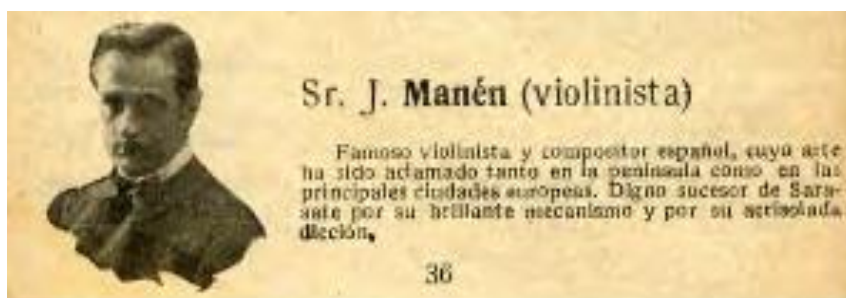 Sr. J. Manén (violinista)
Famoso violinista y compositor español, cuyo arte
ha sido aclamado tanto en la península como en las
principales ciudades europeas. Digno sucesor de Sara-
sate por su brillante mecanismo y por su acrisolada
dicción.
36